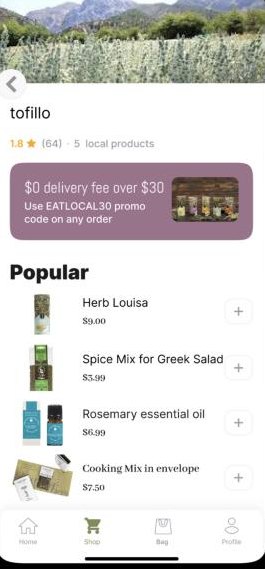 tofillo
1.8 ★ (64) · 5 local products
$0 delivery fee over $30
Use EATLOCAL30 promo
code on any order
Popular
Herb Louisa
$9.00
Spice Mix for Greek Salad
$3.99
Rosemary essential oil
$6.99
Cooking Mix in envelope
$7.50
Home Shop Bag Profile